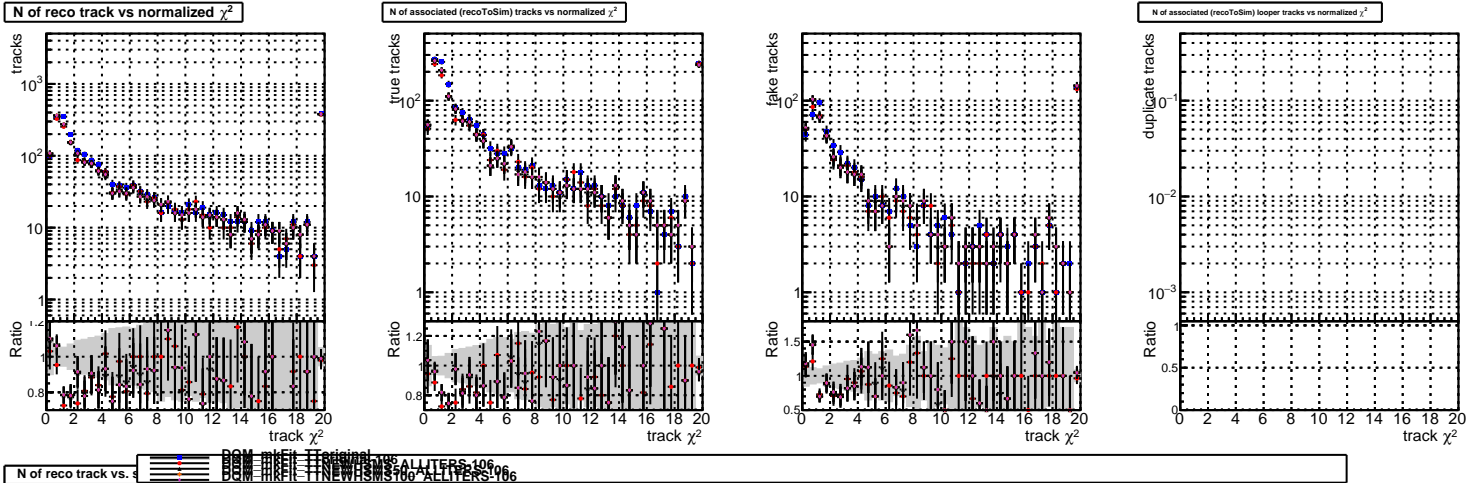 N of reco track vs normalized χ²
N of associated (recoToSim) tracks vs normalized χ²
N of associated (recoToSim) looper tracks vs normalized χ²
tracks
10³
10²
10
1
Ratio
1.2
1
0.8
0 2 4 6 8 10 12 14 16 18 20
track χ²
true tracks
10²
10
1
Ratio
1.2
1
0.8
0 2 4 6 8 10 12 14 16 18 20
track χ²
fake tracks
10²
10
1
Ratio
1.5
1
0.5
0 2 4 6 8 10 12 14 16 18 20
track χ²
duplicate tracks
10⁻¹
10⁻²
10⁻³
Ratio
1
0.5
0
0 2 4 6 8 10 12 14 16 18 20
track χ²
N of reco track vs. s
DQM_mkFit_TToriginal
DQM_mkFit_TTNEWHSMS100_ALLITERS-106